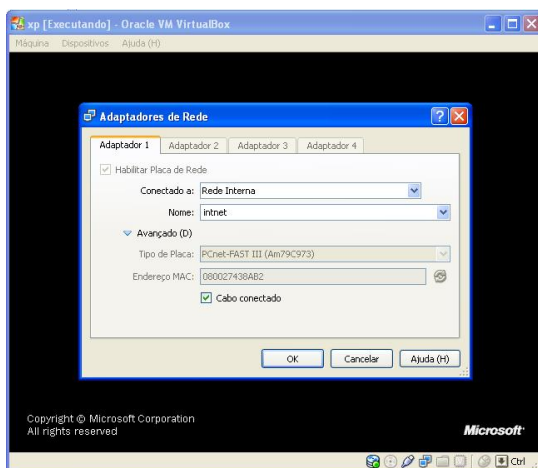 xp [Executando] - Oracle VM VirtualBox
Máquina Dispositivos Ajuda (H)
Adaptadores de Rede
Adaptador 1 Adaptador 2 Adaptador 3 Adaptador 4
Habilitar Placa de Rede
Conectado a: Rede Interna
Nome: intnet
Avançado (D)
Tipo de Placa: PCnet-FAST III (Am79C973)
Endereço MAC: 080027438AB2
Cabo conectado
OK Cancelar Ajuda (H)
Copyright © Microsoft Corporation
All rights reserved
Microsoft
Ctrl